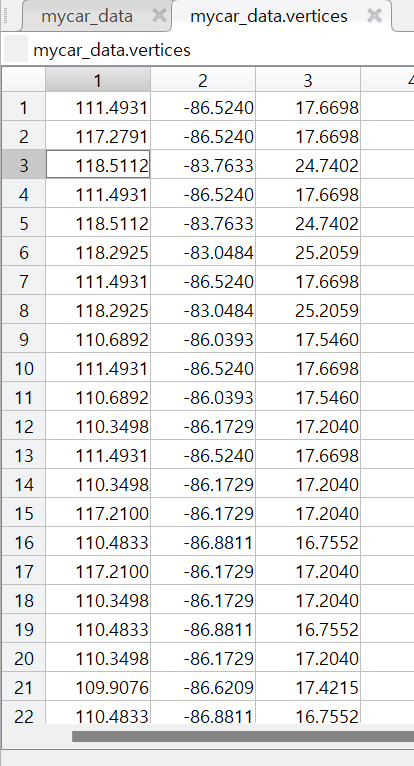 mycar_data mycar_data.vertices
mycar_data.vertices
1 2 3
1 111.4931 -86.5240 17.6698
2 117.2791 -86.5240 17.6698
3 118.5112 -83.7633 24.7402
4 111.4931 -86.5240 17.6698
5 118.5112 -83.7633 24.7402
6 118.2925 -83.0484 25.2059
7 111.4931 -86.5240 17.6698
8 118.2925 -83.0484 25.2059
9 110.6892 -86.0393 17.5460
10 111.4931 -86.5240 17.6698
11 110.6892 -86.0393 17.5460
12 110.3498 -86.1729 17.2040
13 111.4931 -86.5240 17.6698
14 110.3498 -86.1729 17.2040
15 117.2100 -86.1729 17.2040
16 110.4833 -86.8811 16.7552
17 117.2100 -86.1729 17.2040
18 110.3498 -86.1729 17.2040
19 110.4833 -86.8811 16.7552
20 110.3498 -86.1729 17.2040
21 109.9076 -86.6209 17.4215
22 110.4833 -86.8811 16.7552